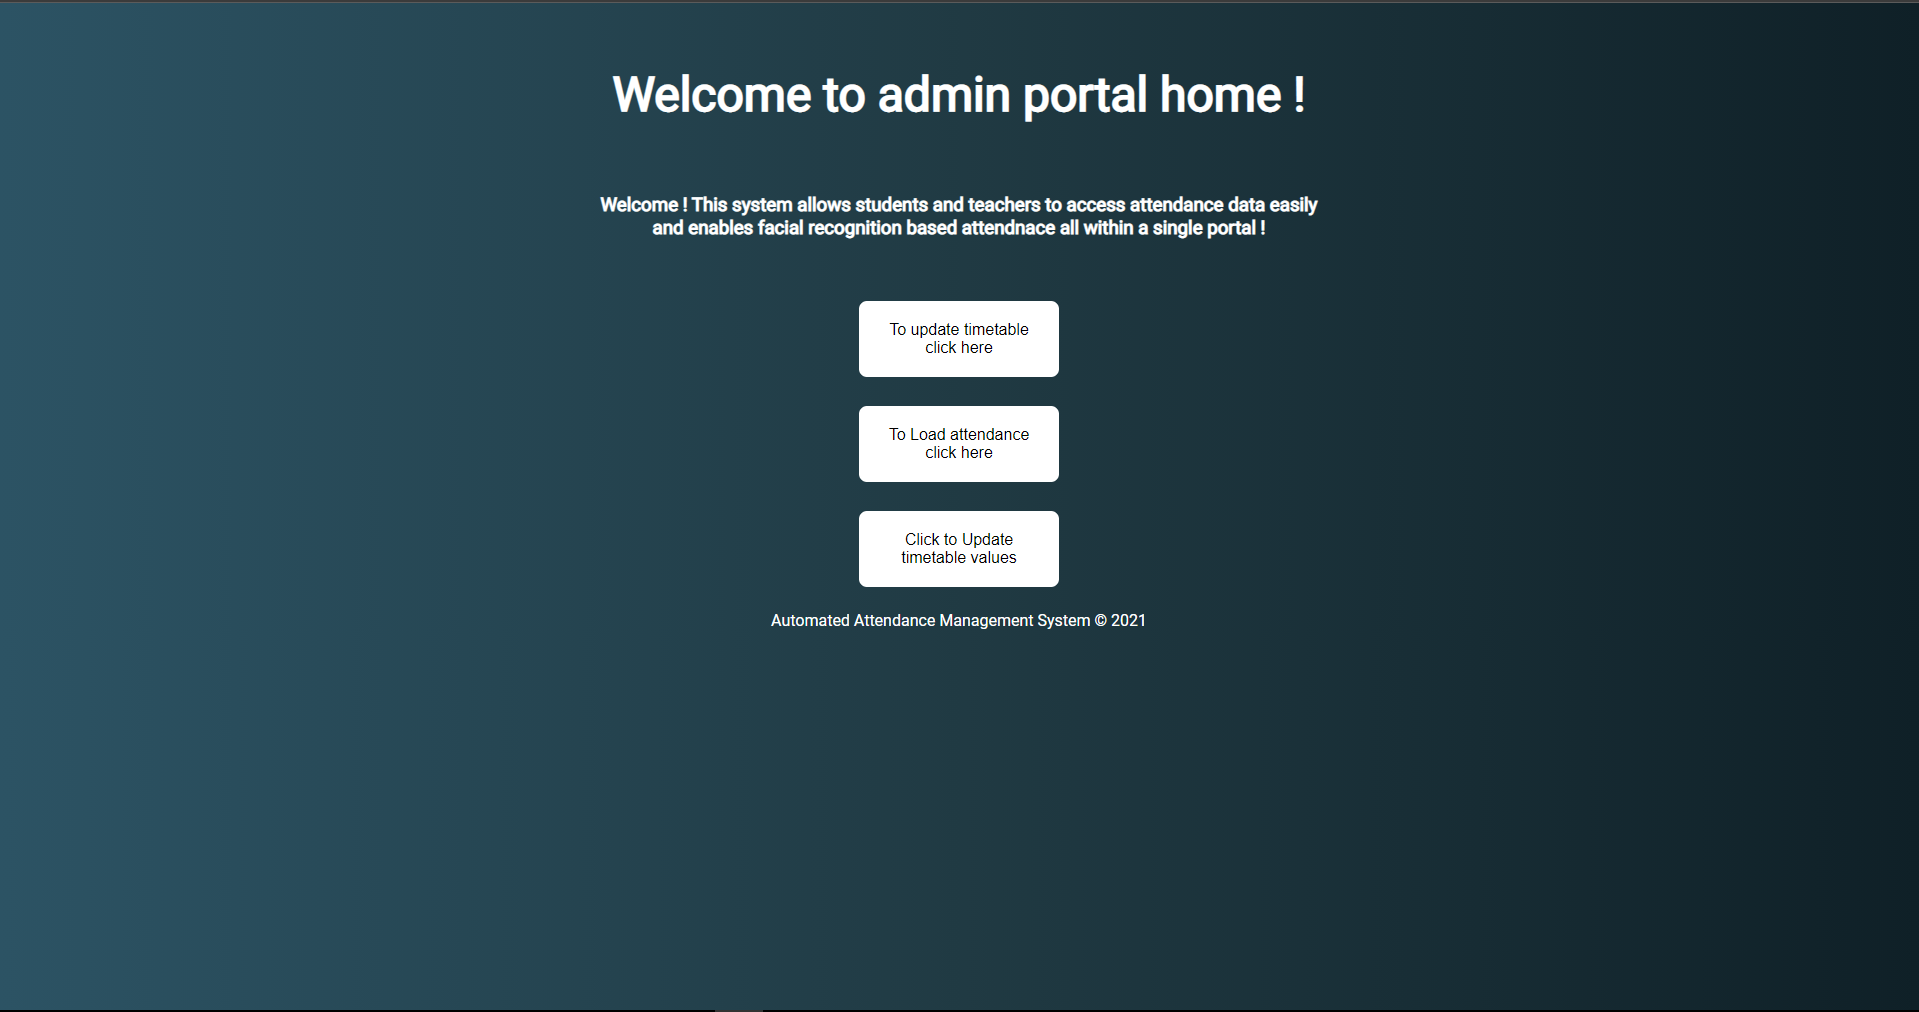 Welcome to admin portal home !
Welcome ! This system allows students and teachers to access attendance data easily
and enables facial recognition based attendnace all within a single portal !
To update timetable
click here
To Load attendance
click here
Click to Update
timetable values
Automated Attendance Management System © 2021